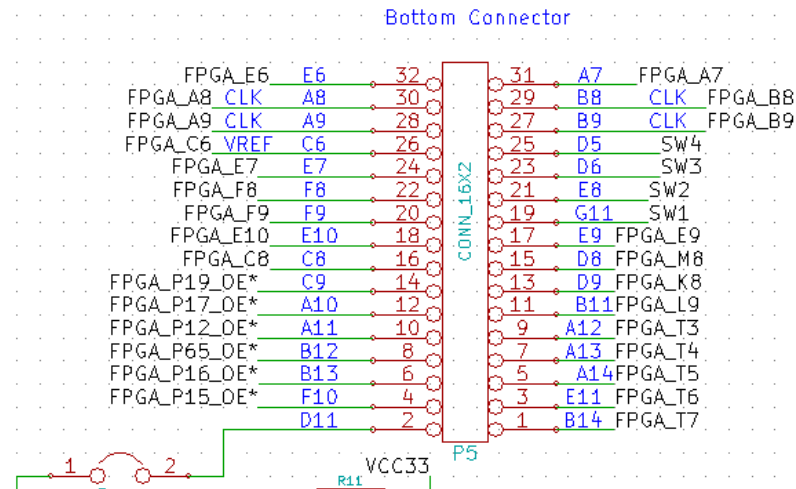 Bottom Connector
FPGA_E6 E6 32 31 A7 FPGA_A7
FPGA_A8 CLK A8 30 29 B8 CLK FPGA_B8
FPGA_A9 CLK A9 28 27 B9 CLK FPGA_B9
FPGA_C6 VREF C6 26 25 D5 SW4
FPGA_E7 E7 24 23 D6 SW3
FPGA_F8 F8 22 21 E8 SW2
FPGA_F9 F9 20 19 G11 SW1
FPGA_E10 E10 18 17 E9 FPGA_E9
FPGA_C8 C8 16 15 D8 FPGA_M8
FPGA_P19_OE* C9 14 13 D9 FPGA_K8
FPGA_P17_OE* A10 12 11 B11 FPGA_L9
FPGA_P12_OE* A11 10 9 A12 FPGA_T3
FPGA_P65_OE* B12 8 7 A13 FPGA_T4
FPGA_P16_OE* B13 6 5 A14 FPGA_T5
FPGA_P15_OE* F10 4 3 E11 FPGA_T6
D11 2 1 B14 FPGA_T7
CONN_16X2
P5
1 2 VCC33
R11